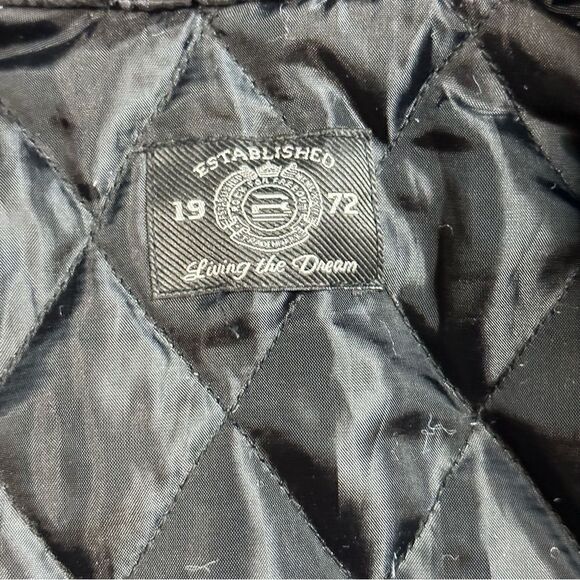 ESTABLISHED
19 72
Living the Dream